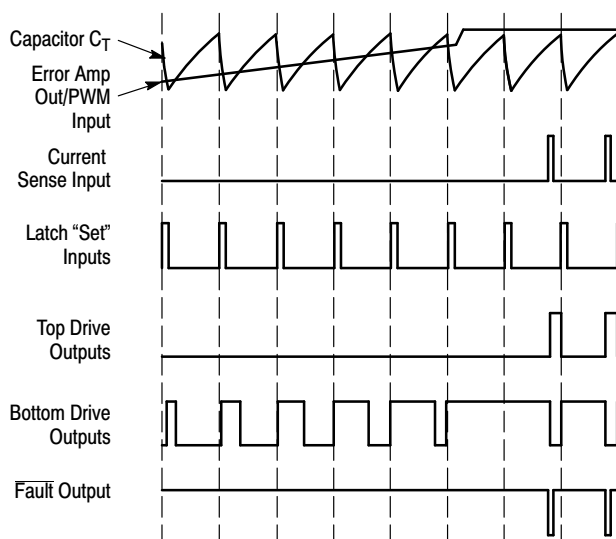 Capacitor CT
Error Amp
Out/PWM
Input
Current
Sense Input
Latch “Set”
Inputs
Top Drive
Outputs
Bottom Drive
Outputs
Fault Output